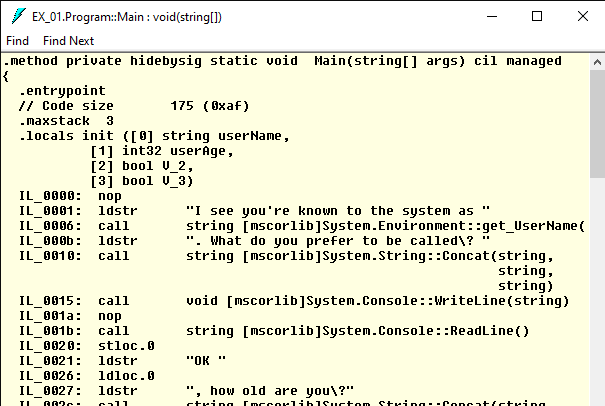 EX_01.Program::Main : void(string[])
Find Find Next
.method private hidebysig static void  Main(string[] args) cil managed
{
  .entrypoint
  // Code size       175 (0xaf)
  .maxstack  3
  .locals init ([0] string userName,
           [1] int32 userAge,
           [2] bool V_2,
           [3] bool V_3)
  IL_0000:  nop
  IL_0001:  ldstr      "I see you're known to the system as "
  IL_0006:  call       string [mscorlib]System.Environment::get_UserName(
  IL_000b:  ldstr      ". What do you prefer to be called\? "
  IL_0010:  call       string [mscorlib]System.String::Concat(string,
                                                              string,
                                                              string)
  IL_0015:  call       void [mscorlib]System.Console::WriteLine(string)
  IL_001a:  nop
  IL_001b:  call       string [mscorlib]System.Console::ReadLine()
  IL_0020:  stloc.0
  IL_0021:  ldstr      "OK "
  IL_0026:  ldloc.0
  IL_0027:  ldstr      ", how old are you\?"
  IL_002c:  call       string [mscorlib]System.String::Concat(string,